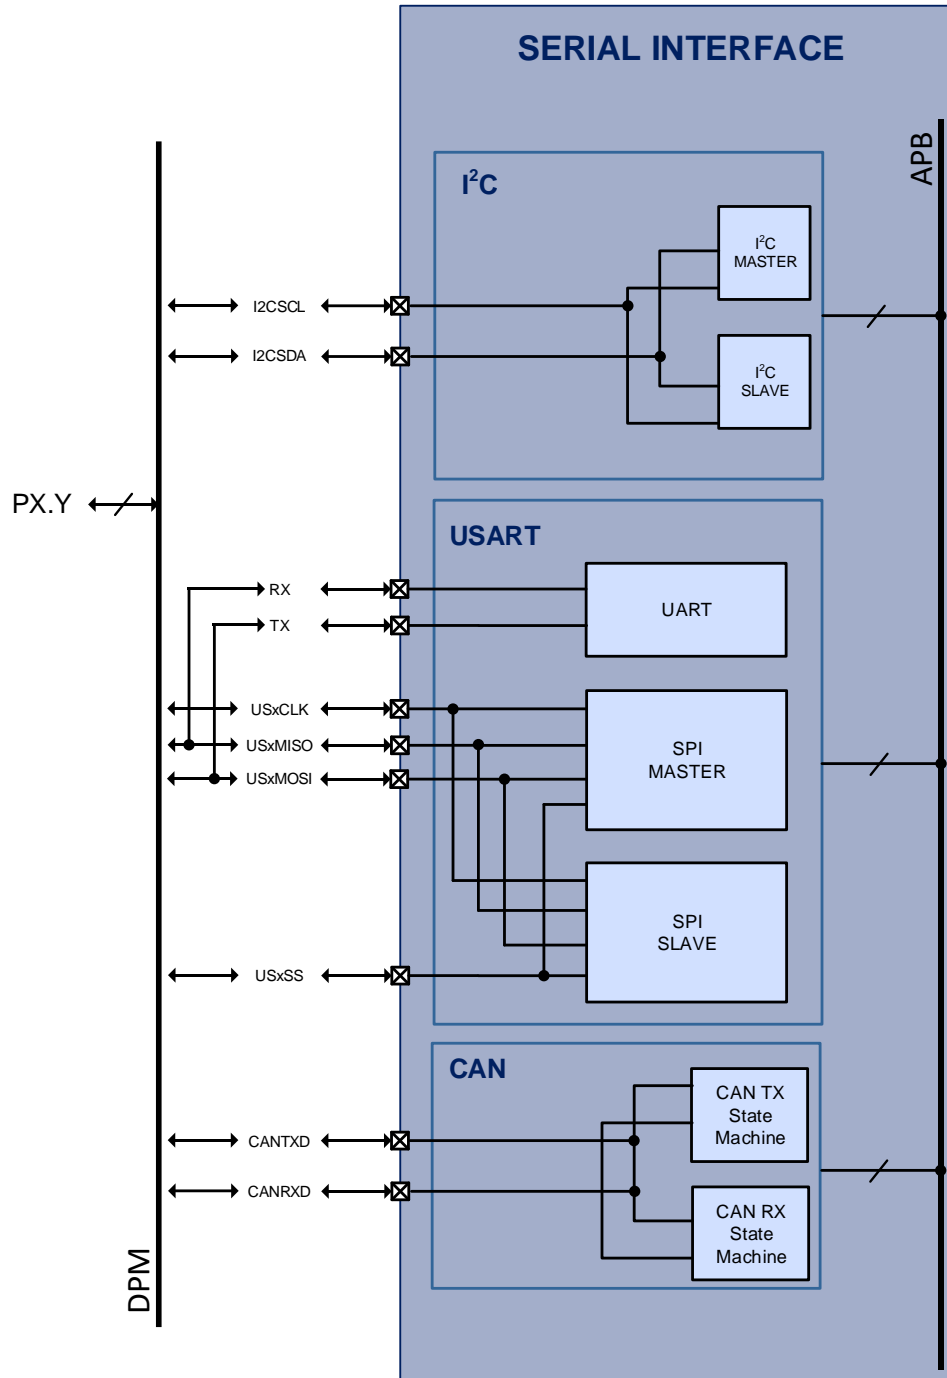 SERIAL INTERFACE
APB
I²C
I²C
MASTER
I2CSCL
I2CSDA
I²C
SLAVE
PX.Y
USART
RX
UART
TX
USxCLK
USxMISO
SPI
MASTER
USxMOSI
SPI
SLAVE
USxSS
CAN
CAN TX
State
Machine
CANTXD
CANRXD
CAN RX
State
Machine
DPM